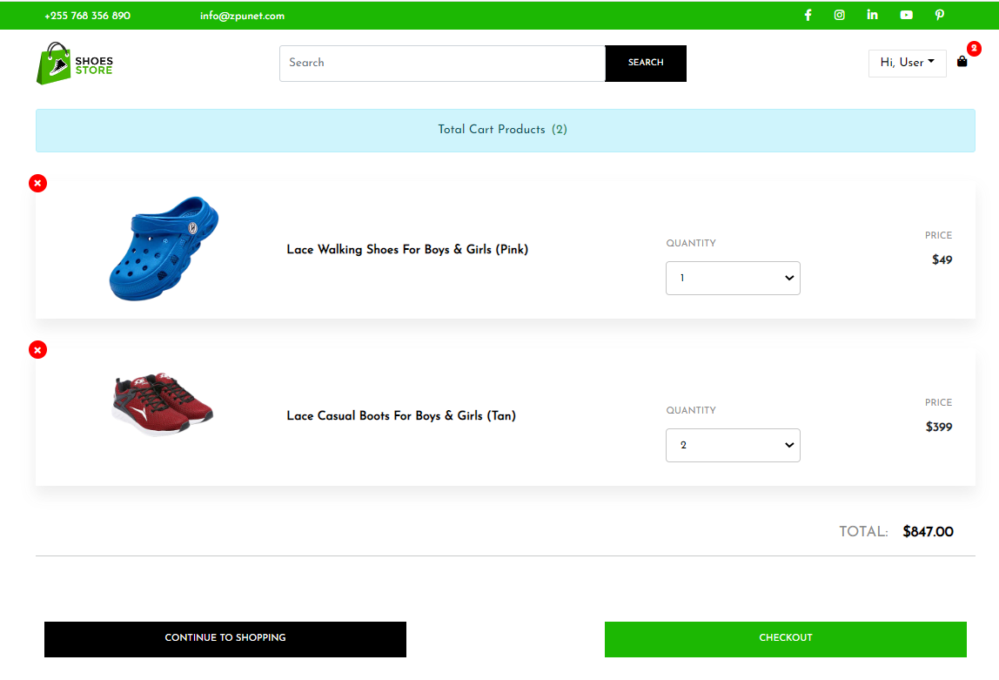 +255 768 356 890 info@zpunet.com
SHOES
STORE
Search SEARCH
Hi, User
2
Total Cart Products (2)
Lace Walking Shoes For Boys & Girls (Pink)
QUANTITY
1
PRICE
$49
Lace Casual Boots For Boys & Girls (Tan)
QUANTITY
2
PRICE
$399
TOTAL: $847.00
CONTINUE TO SHOPPING
CHECKOUT